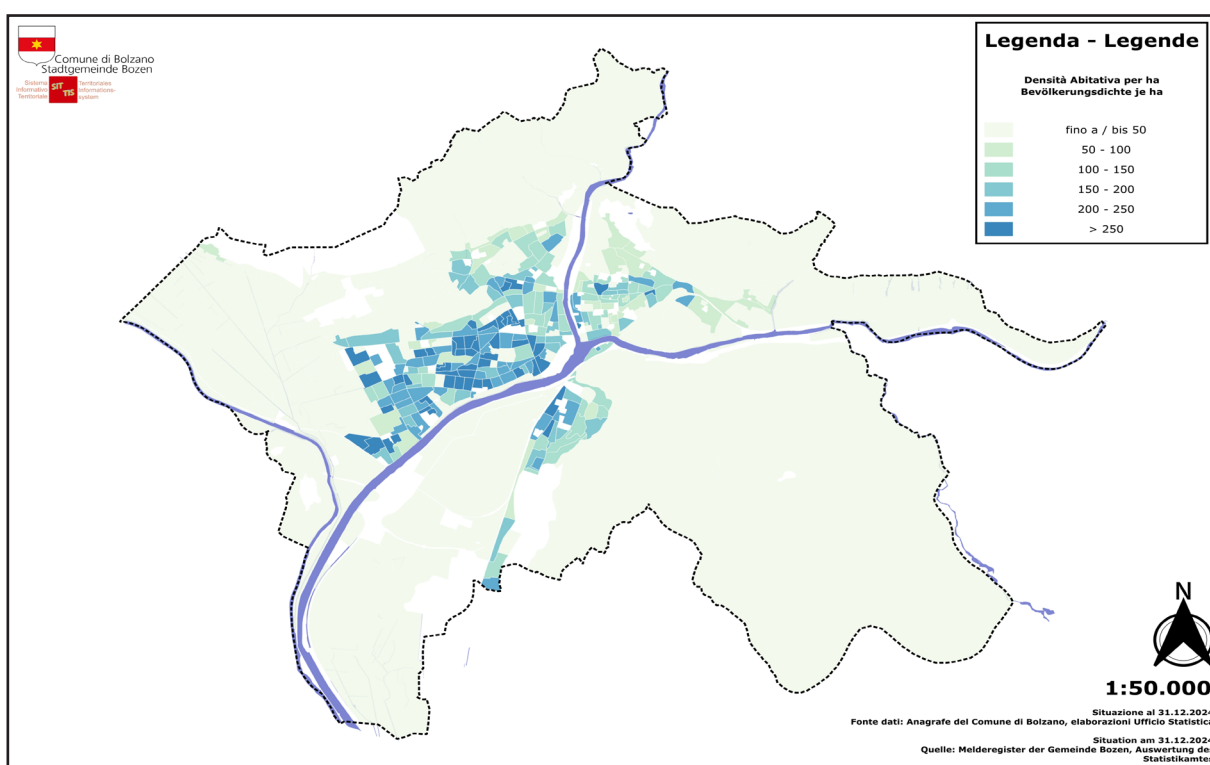 Comune di Bolzano
Stadtgemeinde Bozen
Sistema
Informativo
Territoriale
SIT
TIS
Territoriales
Informations-
system
Legenda - Legende
Densità Abitativa per ha
Bevölkerungsdichte je ha
fino a / bis 50
50 - 100
100 - 150
150 - 200
200 - 250
> 250
N
1:50.000
Situazione al 31.12.2024
Fonte dati: Anagrafe del Comune di Bolzano, elaborazioni Ufficio Statistica
Situation am 31.12.2024
Quelle: Melderegister der Gemeinde Bozen, Auswertung de
Statistikamte